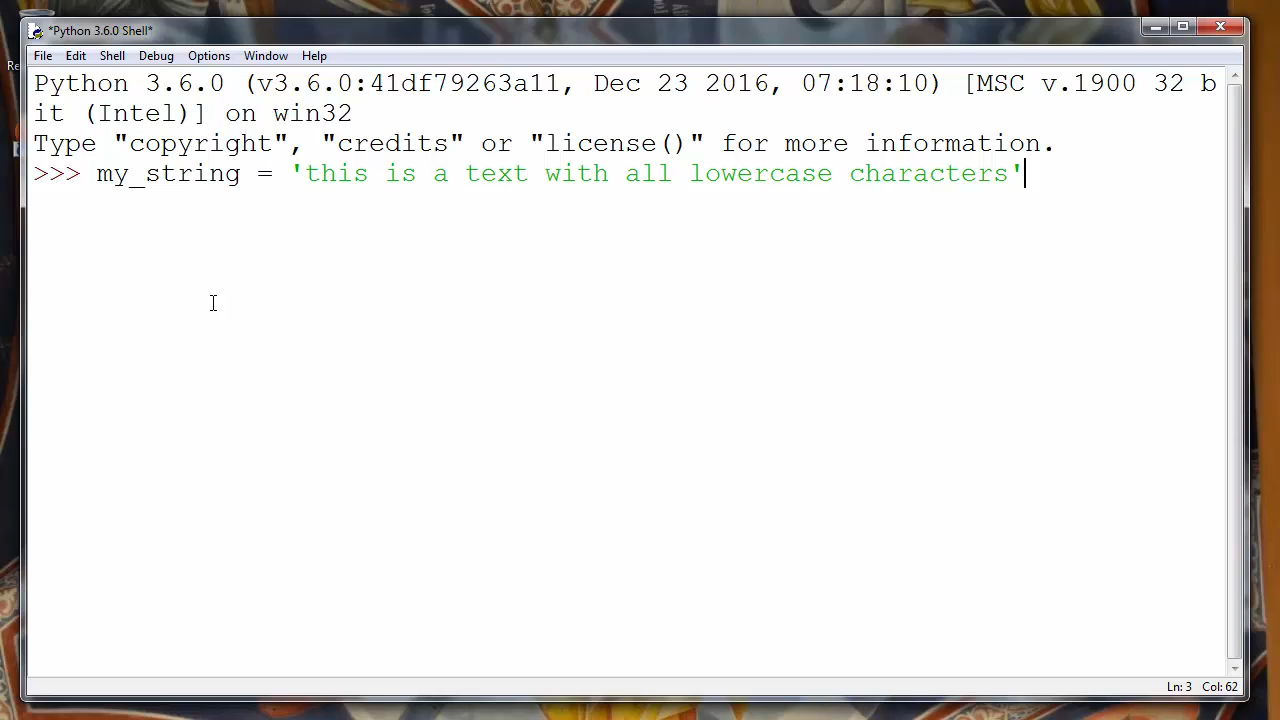 *Python 3.6.0 Shell*
File Edit Shell Debug Options Window Help
Python 3.6.0 (v3.6.0:41df79263a11, Dec 23 2016, 07:18:10) [MSC v.1900 32 b
it (Intel)] on win32
Type "copyright", "credits" or "license()" for more information.
>>> my_string = 'this is a text with all lowercase characters'
Ln: 3 Col: 62